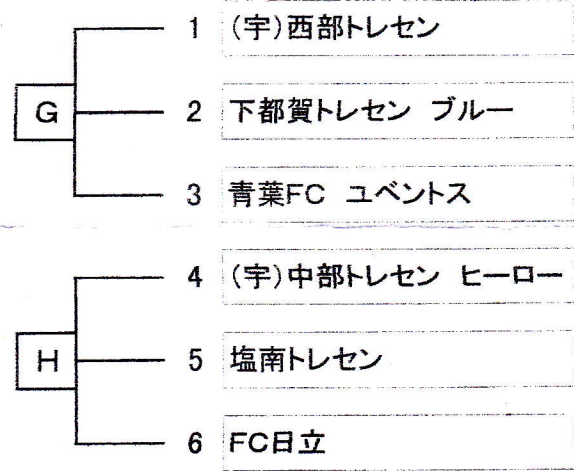 1 (宇)西部トレセン
G 2 下都賀トレセン ブルー
3 青葉FC ユベントス
4 (宇)中部トレセン ヒーロー
H 5 塩南トレセン
6 FC日立